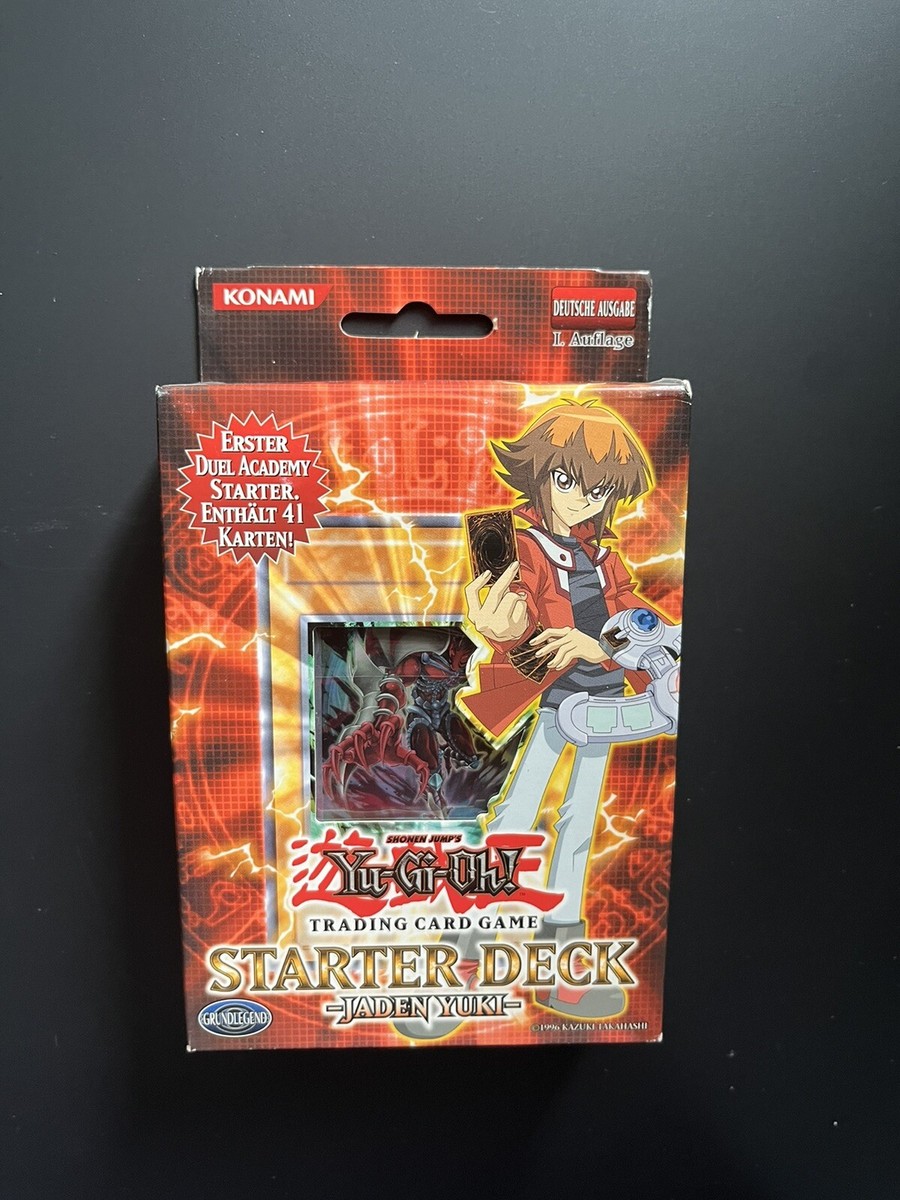 KONAMI
DEUTSCHE AUSGABE
1. Auflage
ERSTER
DUEL ACADEMY
STARTER.
ENTHÄLT 41
KARTEN!
SHONEN JUMP'S
Yu-Gi-Oh!
TRADING CARD GAME
STARTER DECK
-JADEN YUKI-
GRUNDLEGEND
©1996 KAZUKI TAKAHASHI